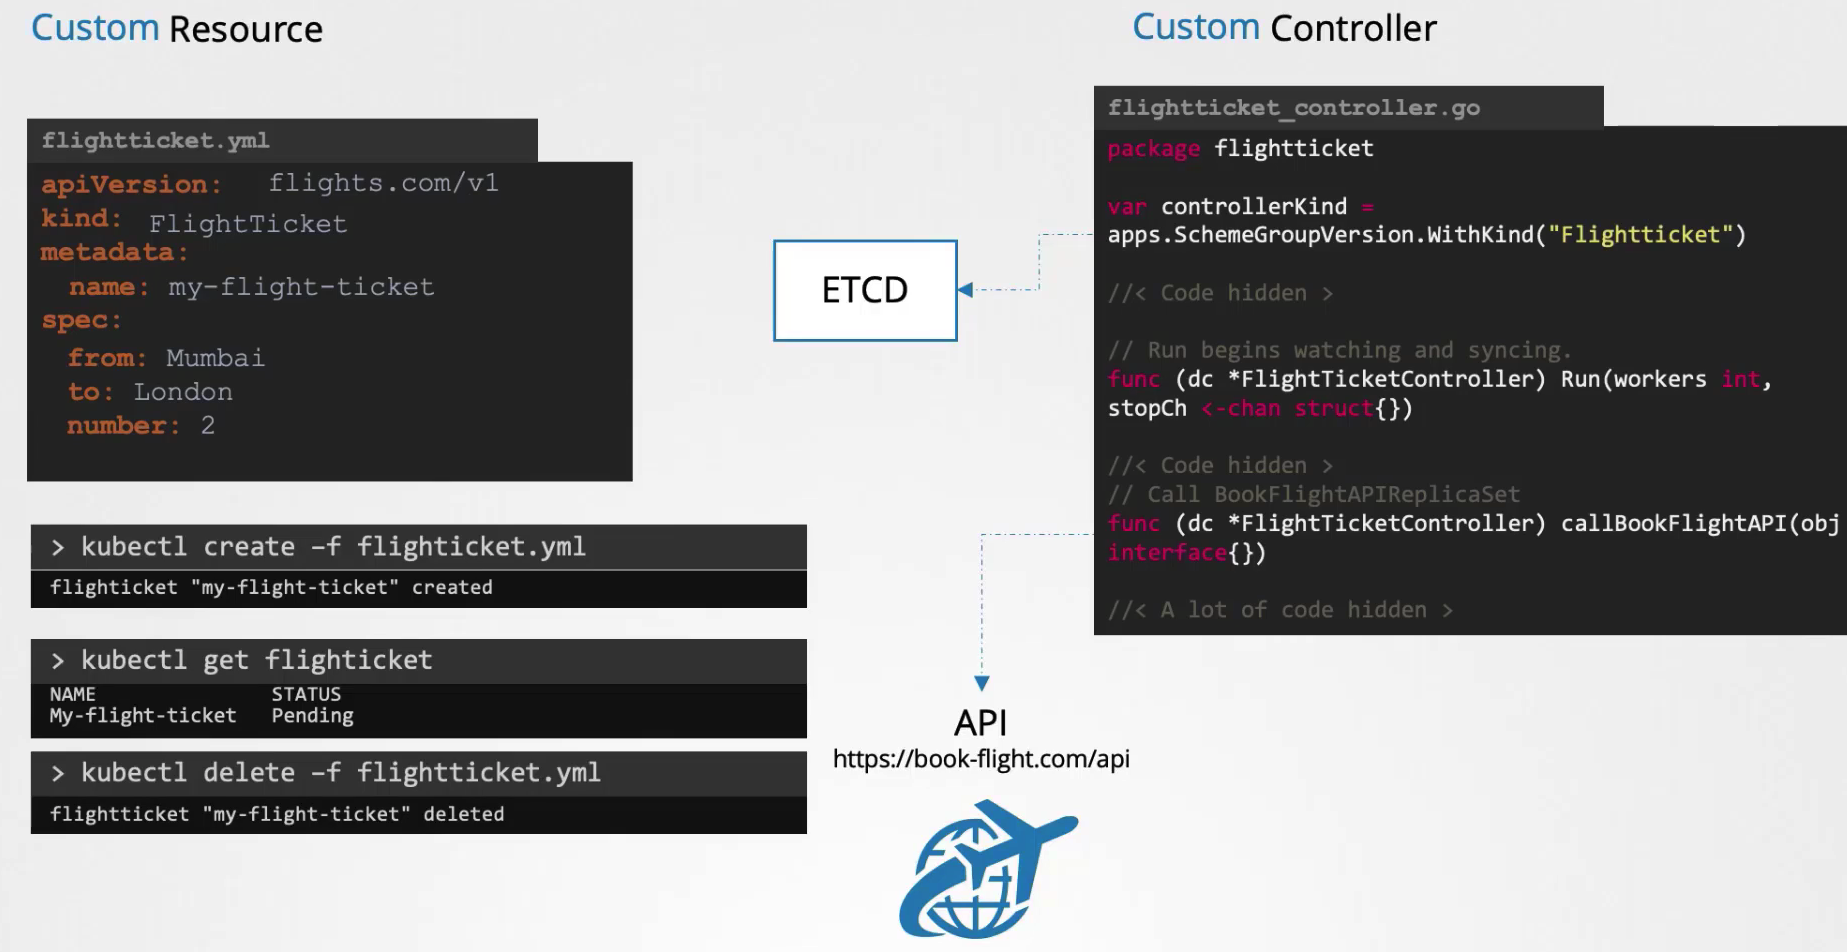 Custom Resource
flightticket.yml
apiVersion: flights.com/v1
kind: FlightTicket
metadata:
name: my-flight-ticket
spec:
from: Mumbai
to: London
number: 2
> kubectl create –f flighticket.yml
flighticket "my-flight-ticket" created
> kubectl get flighticket
NAME STATUS
My-flight-ticket Pending
> kubectl delete –f flightticket.yml
flightticket "my-flight-ticket" deleted
ETCD
API
https://book-flight.com/api
Custom Controller
flightticket_controller.go
package flightticket
var controllerKind =
apps.SchemeGroupVersion.WithKind("Flightticket")
//< Code hidden >
// Run begins watching and syncing.
func (dc *FlightTicketController) Run(workers int,
stopCh <-chan struct{})
//< Code hidden >
// Call BookFlightAPIReplicaSet
func (dc *FlightTicketController) callBookFlightAPI(obj
interface{})
//< A lot of code hidden >